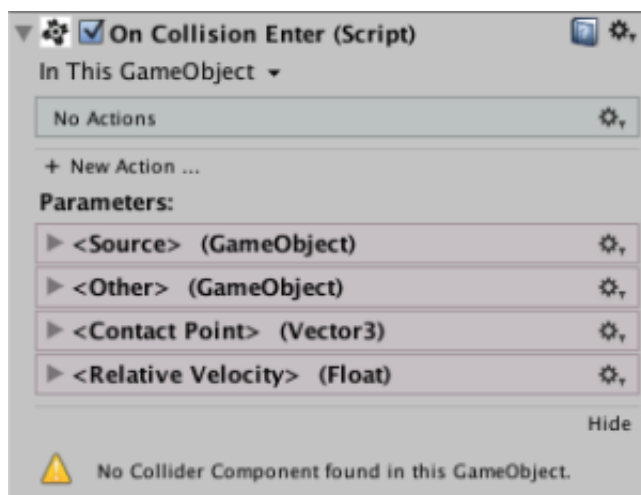 On Collision Enter (Script)
In This GameObject
No Actions
+ New Action ...
Parameters:
<Source> (GameObject)
<Other> (GameObject)
<Contact Point> (Vector3)
<Relative Velocity> (Float)
Hide
No Collider Component found in this GameObject.